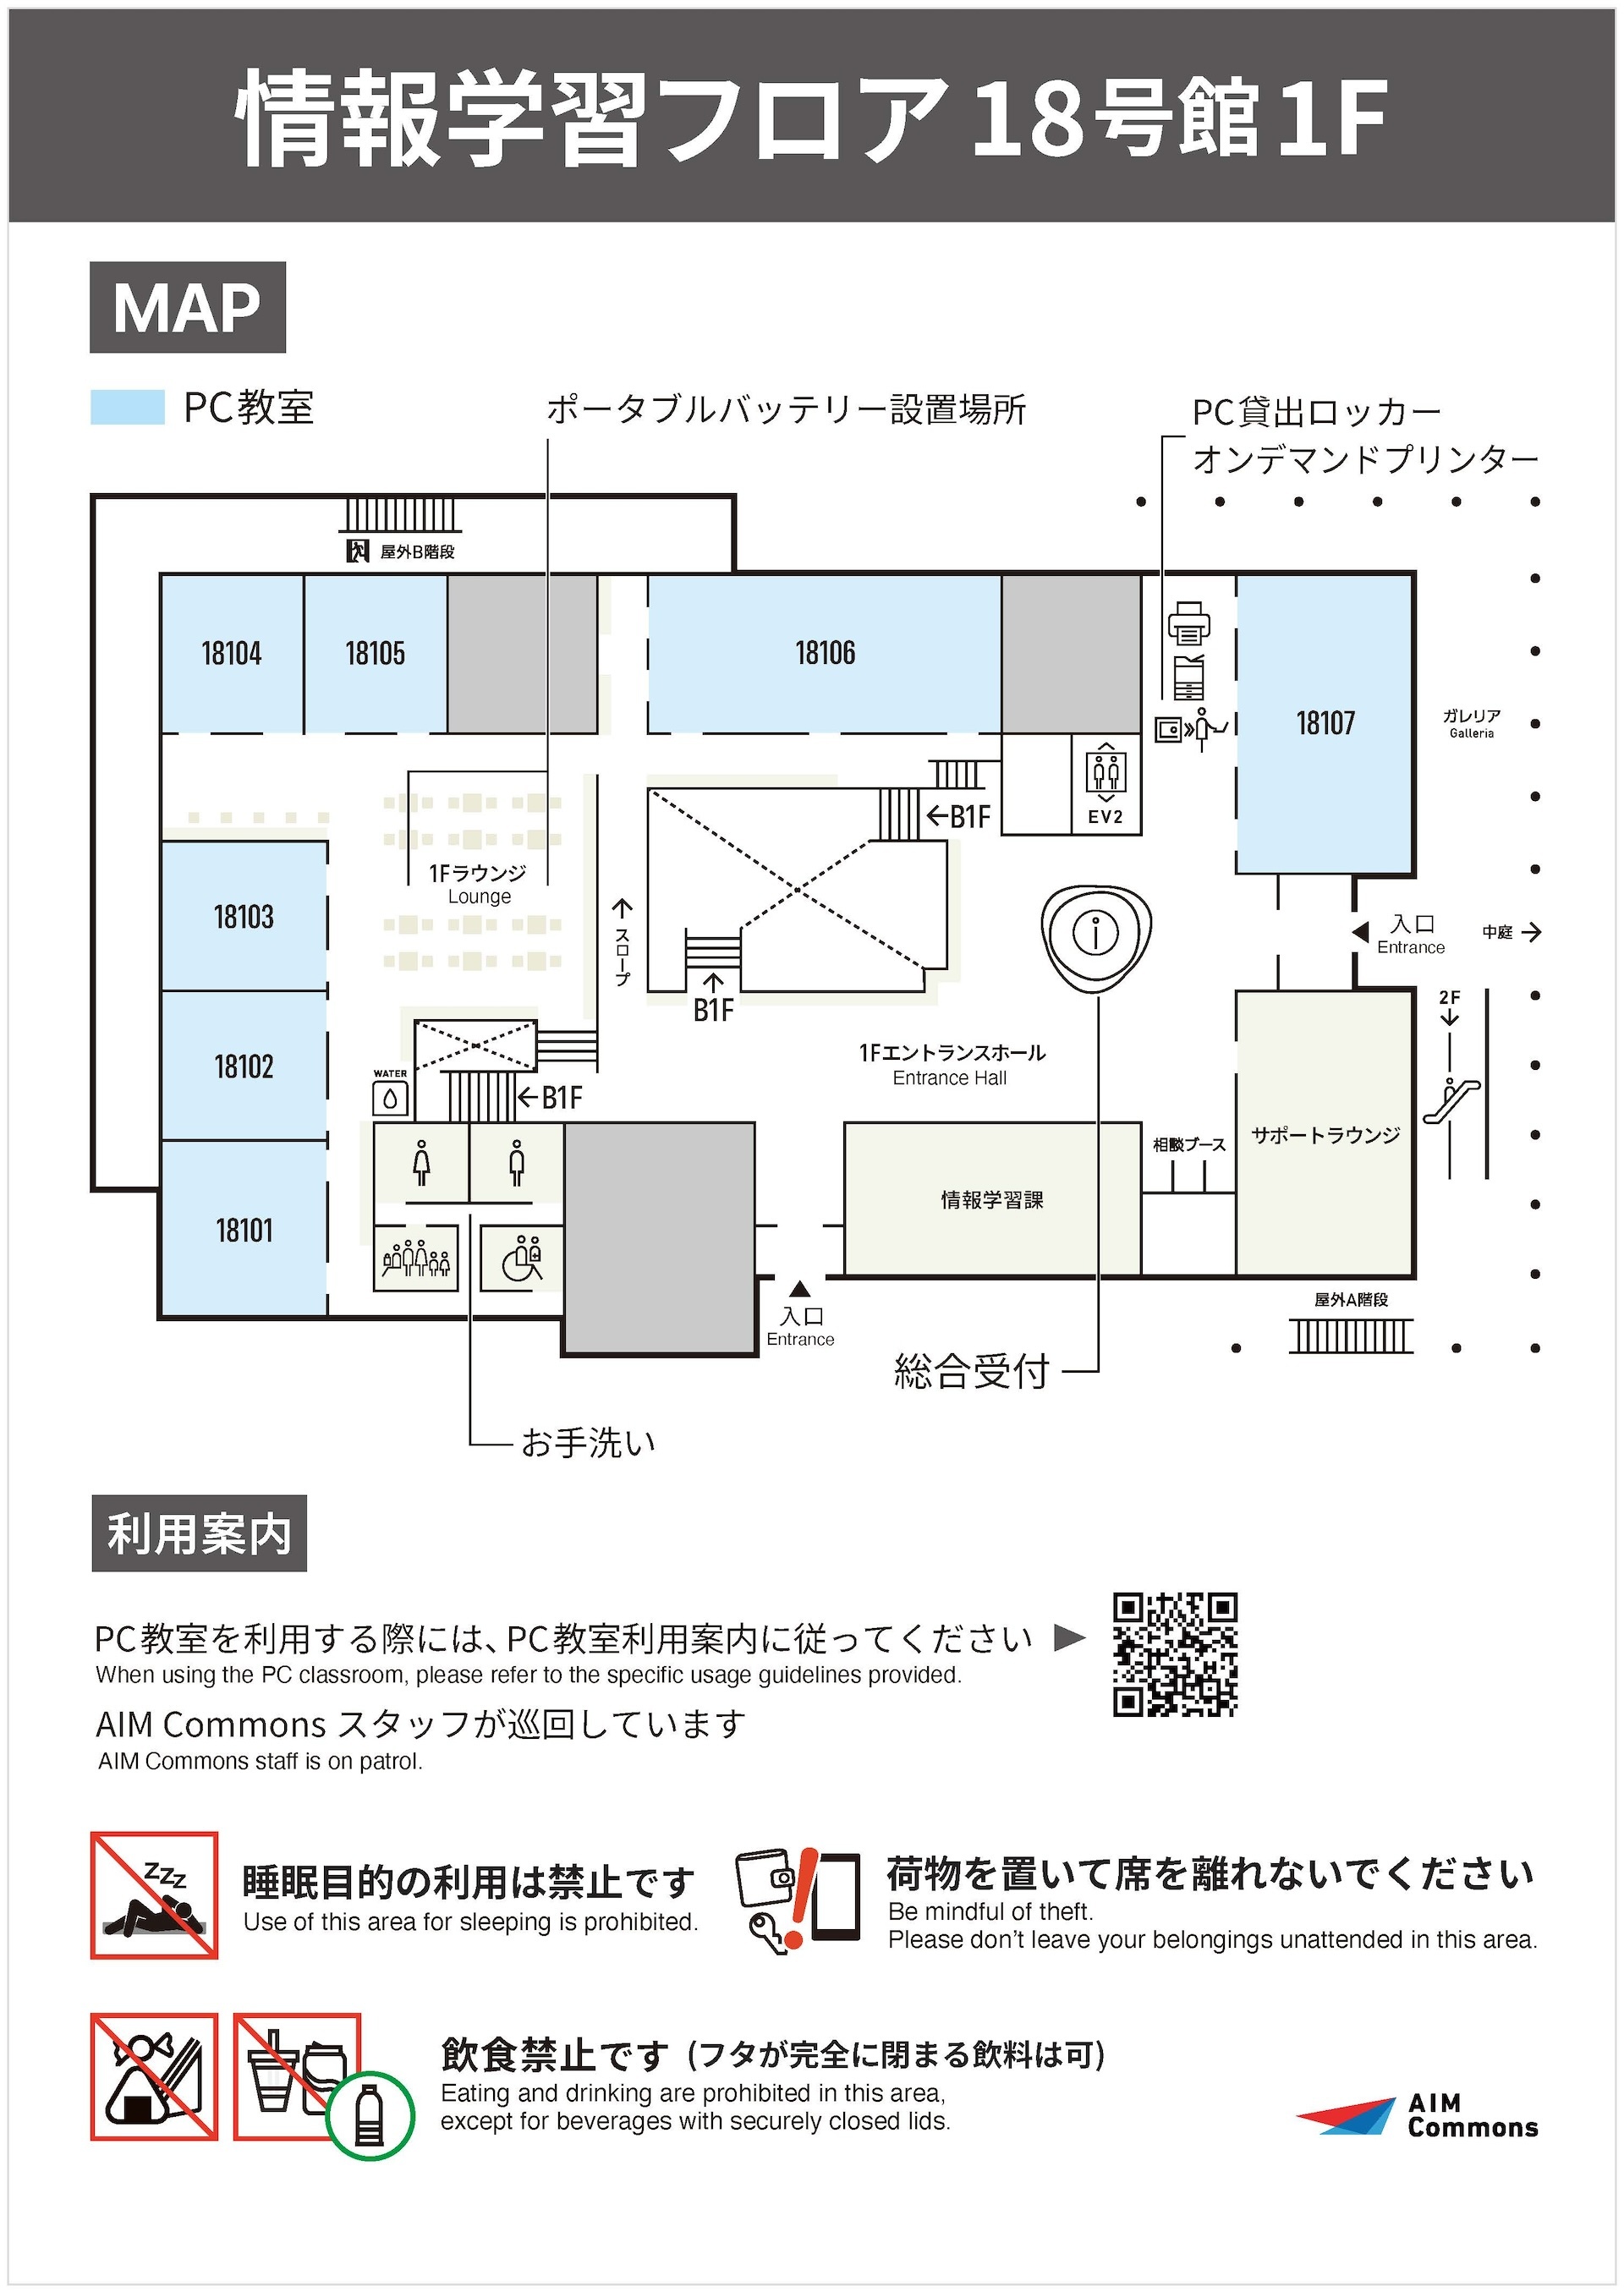 情報学習フロア18号館1F
MAP
PC教室
ポータブルバッテリー設置場所
PC貸出ロッカー
オンデマンドプリンター
屋外B階段
18104
18105
18106
18107
ガレリア
Galleria
EV2
←B1F
1Fラウンジ
Lounge
18103
↑スロープ
↑
B1F
入口
Entrance
中庭→
2F
↓
18102
WATER
←B1F
1Fエントランスホール
Entrance Hall
相談ブース
サポートラウンジ
情報学習課
18101
屋外A階段
入口
Entrance
総合受付
お手洗い
利用案内
PC教室を利用する際には、PC教室利用案内に従ってください
When using the PC classroom, please refer to the specific usage guidelines provided.
AIM Commons スタッフが巡回しています
AIM Commons staff is on patrol.
ZZZ
睡眠目的の利用は禁止です
Use of this area for sleeping is prohibited.
荷物を置いて席を離れないでください
Be mindful of theft.
Please don't leave your belongings unattended in this area.
飲食禁止です (フタが完全に閉まる飲料は可)
Eating and drinking are prohibited in this area,
except for beverages with securely closed lids.
AIM
Commons